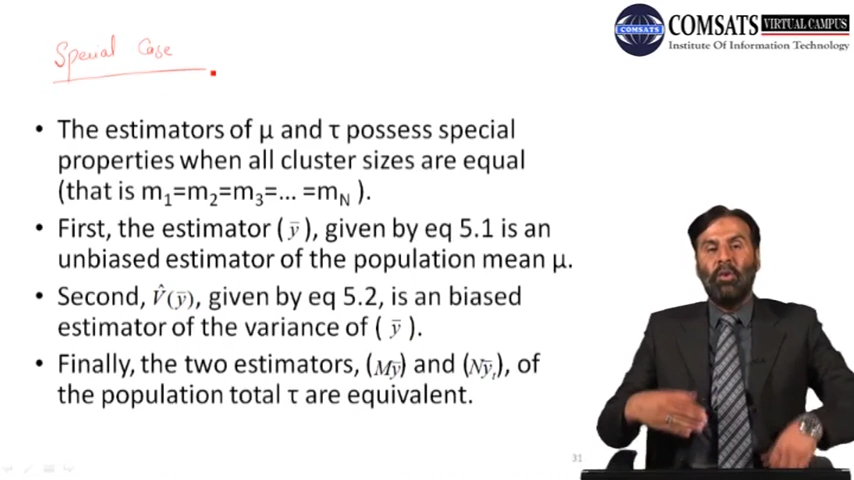 COMSATS VIRTUAL CAMPUS
COMSATS
Institute Of Information Technology
Special Case
• The estimators of μ and τ possess special
properties when all cluster sizes are equal
(that is m₁=m₂=m₃=... =m_N ).
• First, the estimator ( ȳ ), given by eq 5.1 is an
unbiased estimator of the population mean μ.
• Second, V̂(ȳ), given by eq 5.2, is an biased
estimator of the variance of ( ȳ ).
• Finally, the two estimators, (Mȳ) and (Nȳₜ), of
the population total τ are equivalent.
31